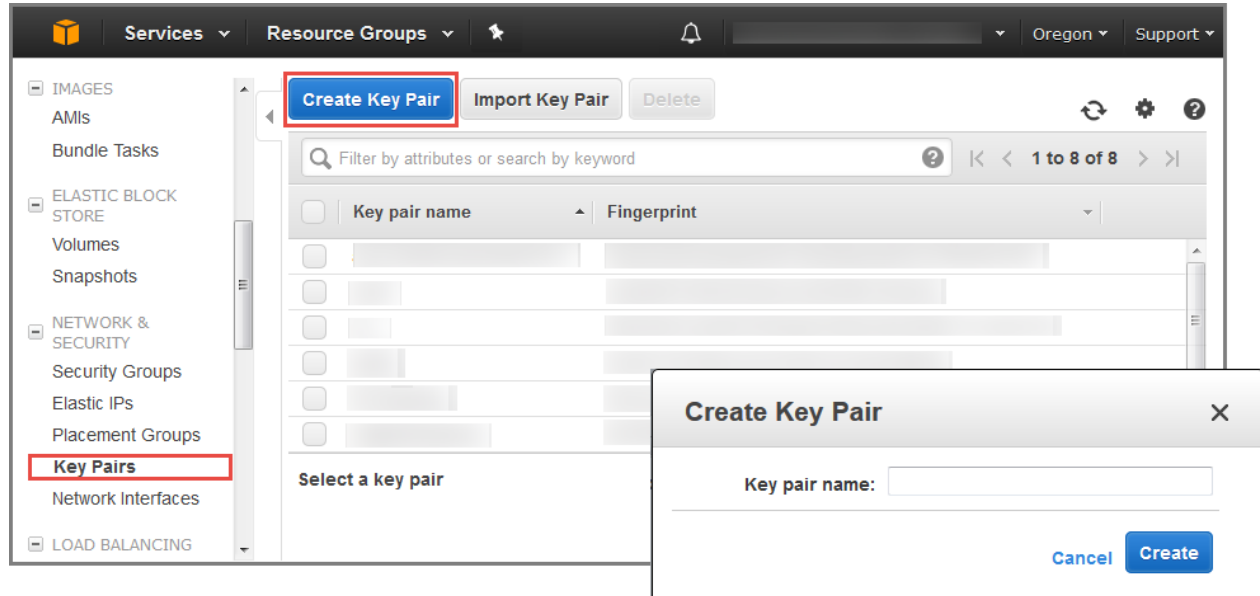 Services Resource Groups Oregon Support
IMAGES
AMIs
Bundle Tasks
ELASTIC BLOCK
STORE
Volumes
Snapshots
NETWORK &
SECURITY
Security Groups
Elastic IPs
Placement Groups
Key Pairs
Network Interfaces
LOAD BALANCING
Create Key Pair Import Key Pair Delete
Filter by attributes or search by keyword 1 to 8 of 8
Key pair name Fingerprint
Select a key pair
Create Key Pair
Key pair name:
Cancel Create